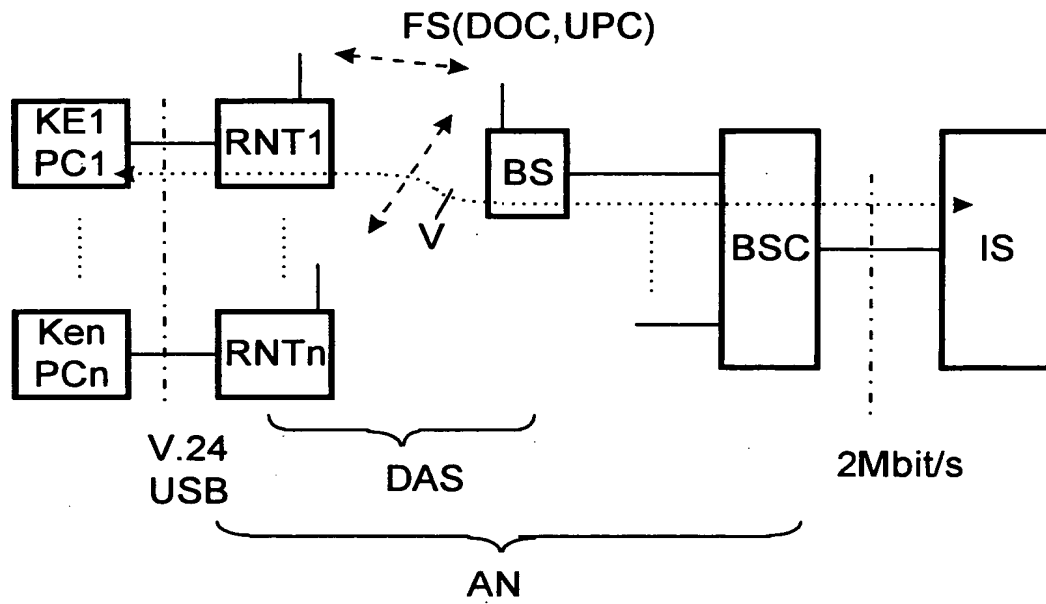 FS(DOC,UPC)
KE1
PC1
RNT1
BS
V
BSC
IS
Ken
PCn
RNTn
V.24
USB
DAS
2Mbit/s
AN